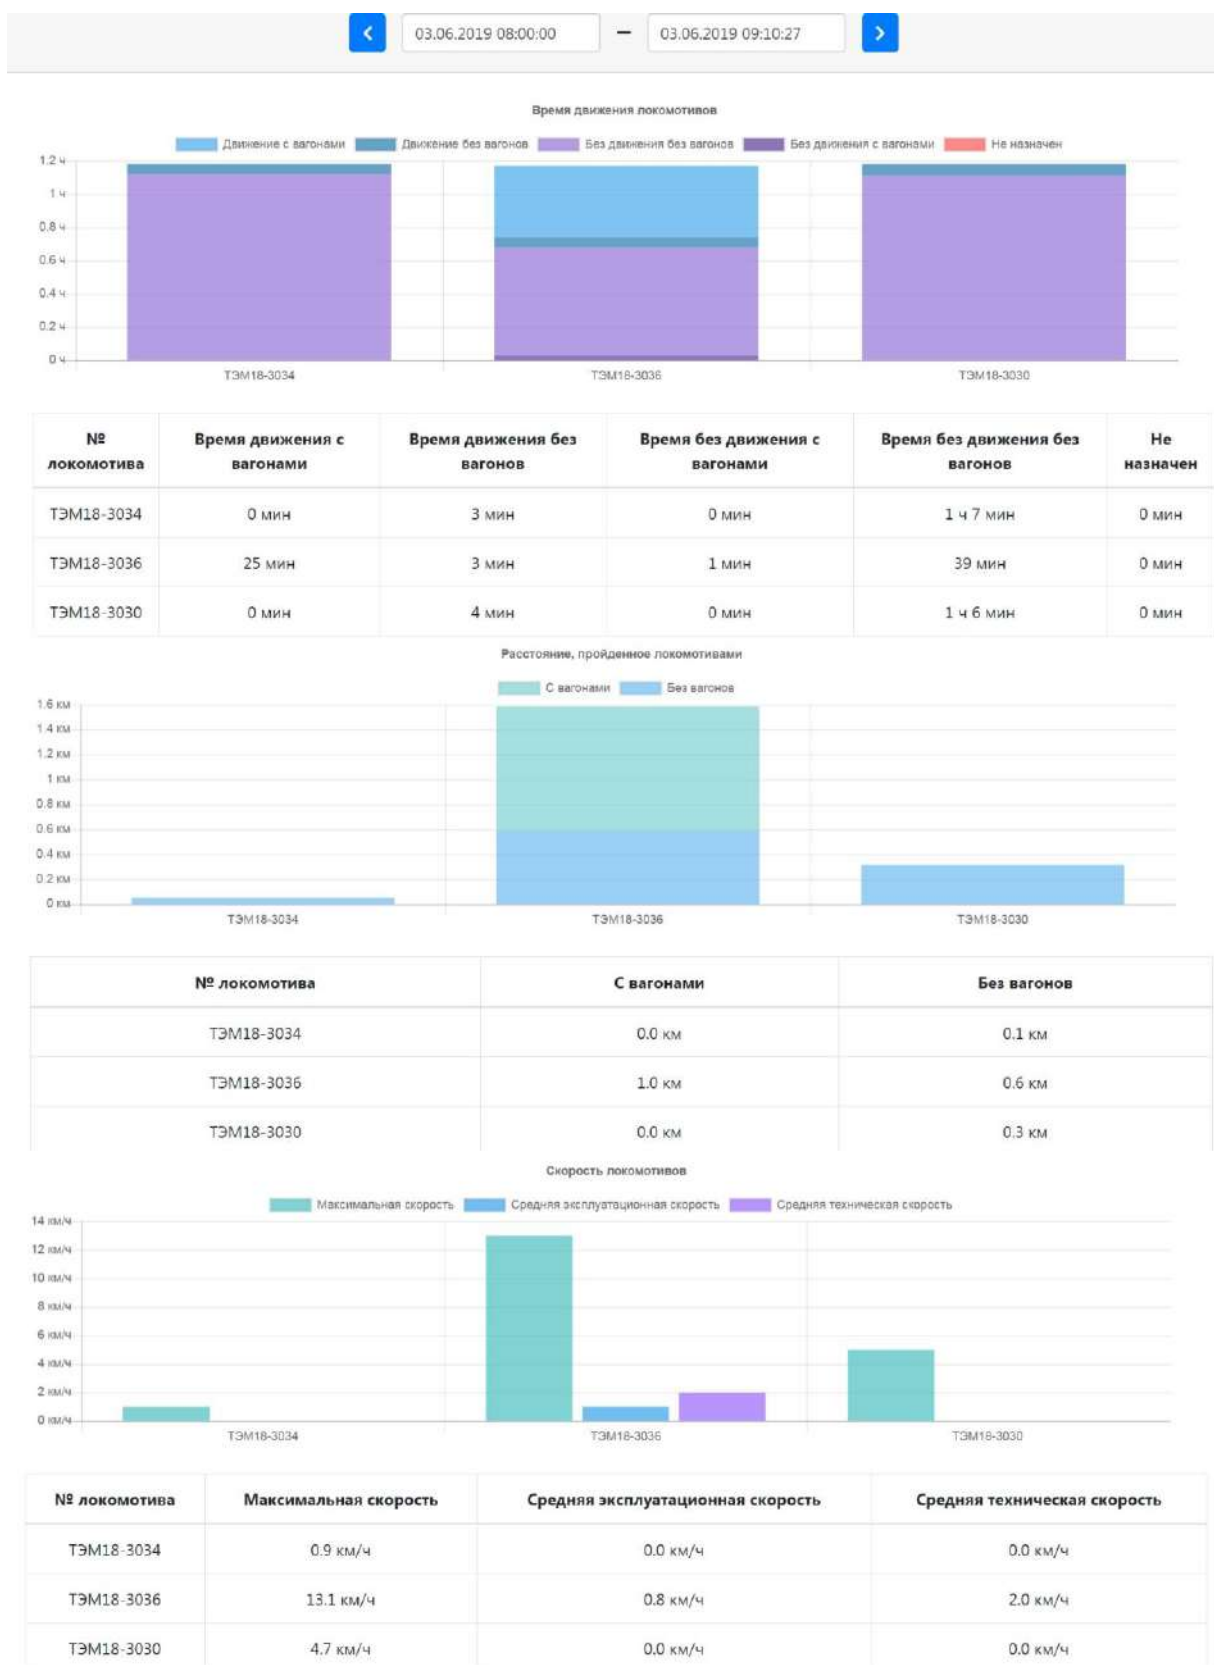 03.06.2019 08:00:00 — 03.06.2019 09:10:27
Время движения локомотивов
Движение с вагонами Движение без вагонов Без движения без вагонов Без движения с вагонами Не назначен
1.2 ч
1 ч
0.8 ч
0.6 ч
0.4 ч
0.2 ч
0 ч
ТЭМ18-3034 ТЭМ18-3036 ТЭМ18-3030
№ Время движения с Время движения без Время без движения с Время без движения без Не
локомотива вагонами вагонов вагонами вагонов назначен
ТЭМ18-3034 0 мин 3 мин 0 мин 1 ч 7 мин 0 мин
ТЭМ18-3036 25 мин 3 мин 1 мин 39 мин 0 мин
ТЭМ18-3030 0 мин 4 мин 0 мин 1 ч 6 мин 0 мин
Расстояние, пройденное локомотивами
С вагонами Без вагонов
1.6 км
1.4 км
1.2 км
1 км
0.8 км
0.6 км
0.4 км
0.2 км
0 км
ТЭМ18-3034 ТЭМ18-3036 ТЭМ18-3030
№ локомотива С вагонами Без вагонов
ТЭМ18-3034 0.0 км 0.1 км
ТЭМ18-3036 1.0 км 0.6 км
ТЭМ18-3030 0.0 км 0.3 км
Скорость локомотивов
Максимальная скорость Средняя эксплуатационная скорость Средняя техническая скорость
14 км/ч
12 км/ч
10 км/ч
8 км/ч
6 км/ч
4 км/ч
2 км/ч
0 км/ч
ТЭМ18-3034 ТЭМ18-3036 ТЭМ18-3030
№ локомотива Максимальная скорость Средняя эксплуатационная скорость Средняя техническая скорость
ТЭМ18-3034 0.9 км/ч 0.0 км/ч 0.0 км/ч
ТЭМ18-3036 13.1 км/ч 0.8 км/ч 2.0 км/ч
ТЭМ18-3030 4.7 км/ч 0.0 км/ч 0.0 км/ч